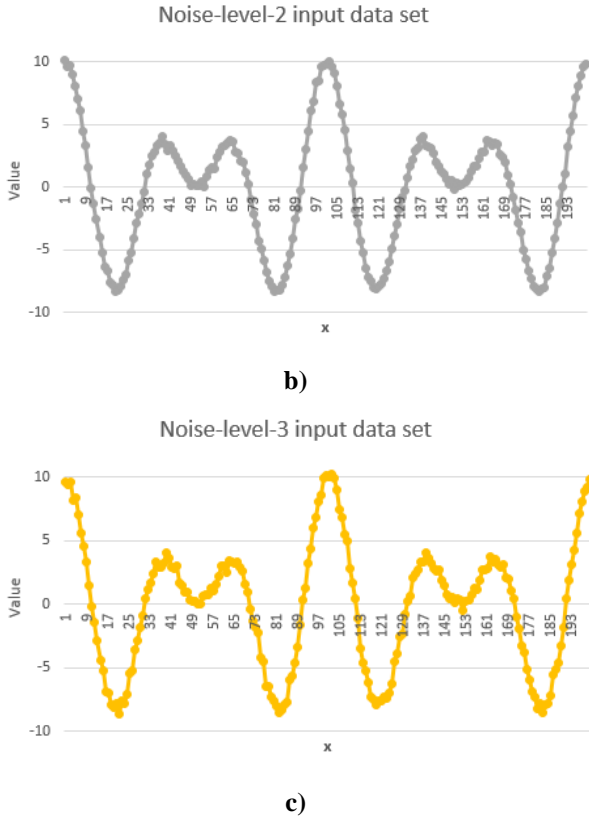 Noise-level-2 input data set
10
5
0
-5
-10
Value
1 9 17 25 33 41 49 57 65 73 81 89 97 105 113 121 129 137 145 153 161 169 177 185 193
x
b)
Noise-level-3 input data set
10
5
0
-5
-10
Value
1 9 17 25 33 41 49 57 65 73 81 89 97 105 113 121 129 137 145 153 161 169 177 185 193
x
c)